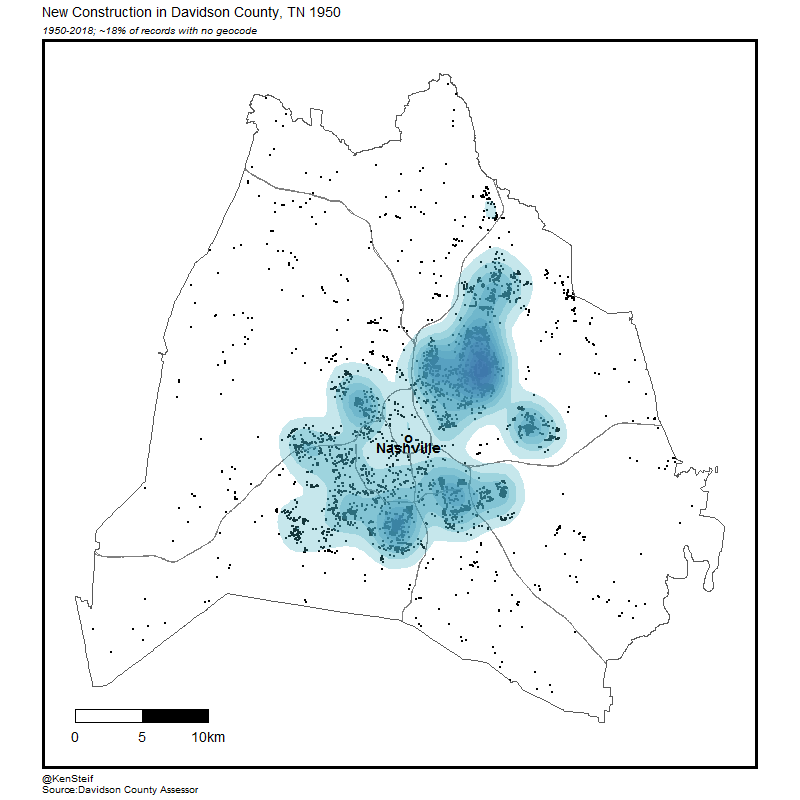 New Construction in Davidson County, TN 1950
1950-2018; ~18% of records with no geocode
Nashville
0 5 10km
@KenSteif
Source:Davidson County Assessor